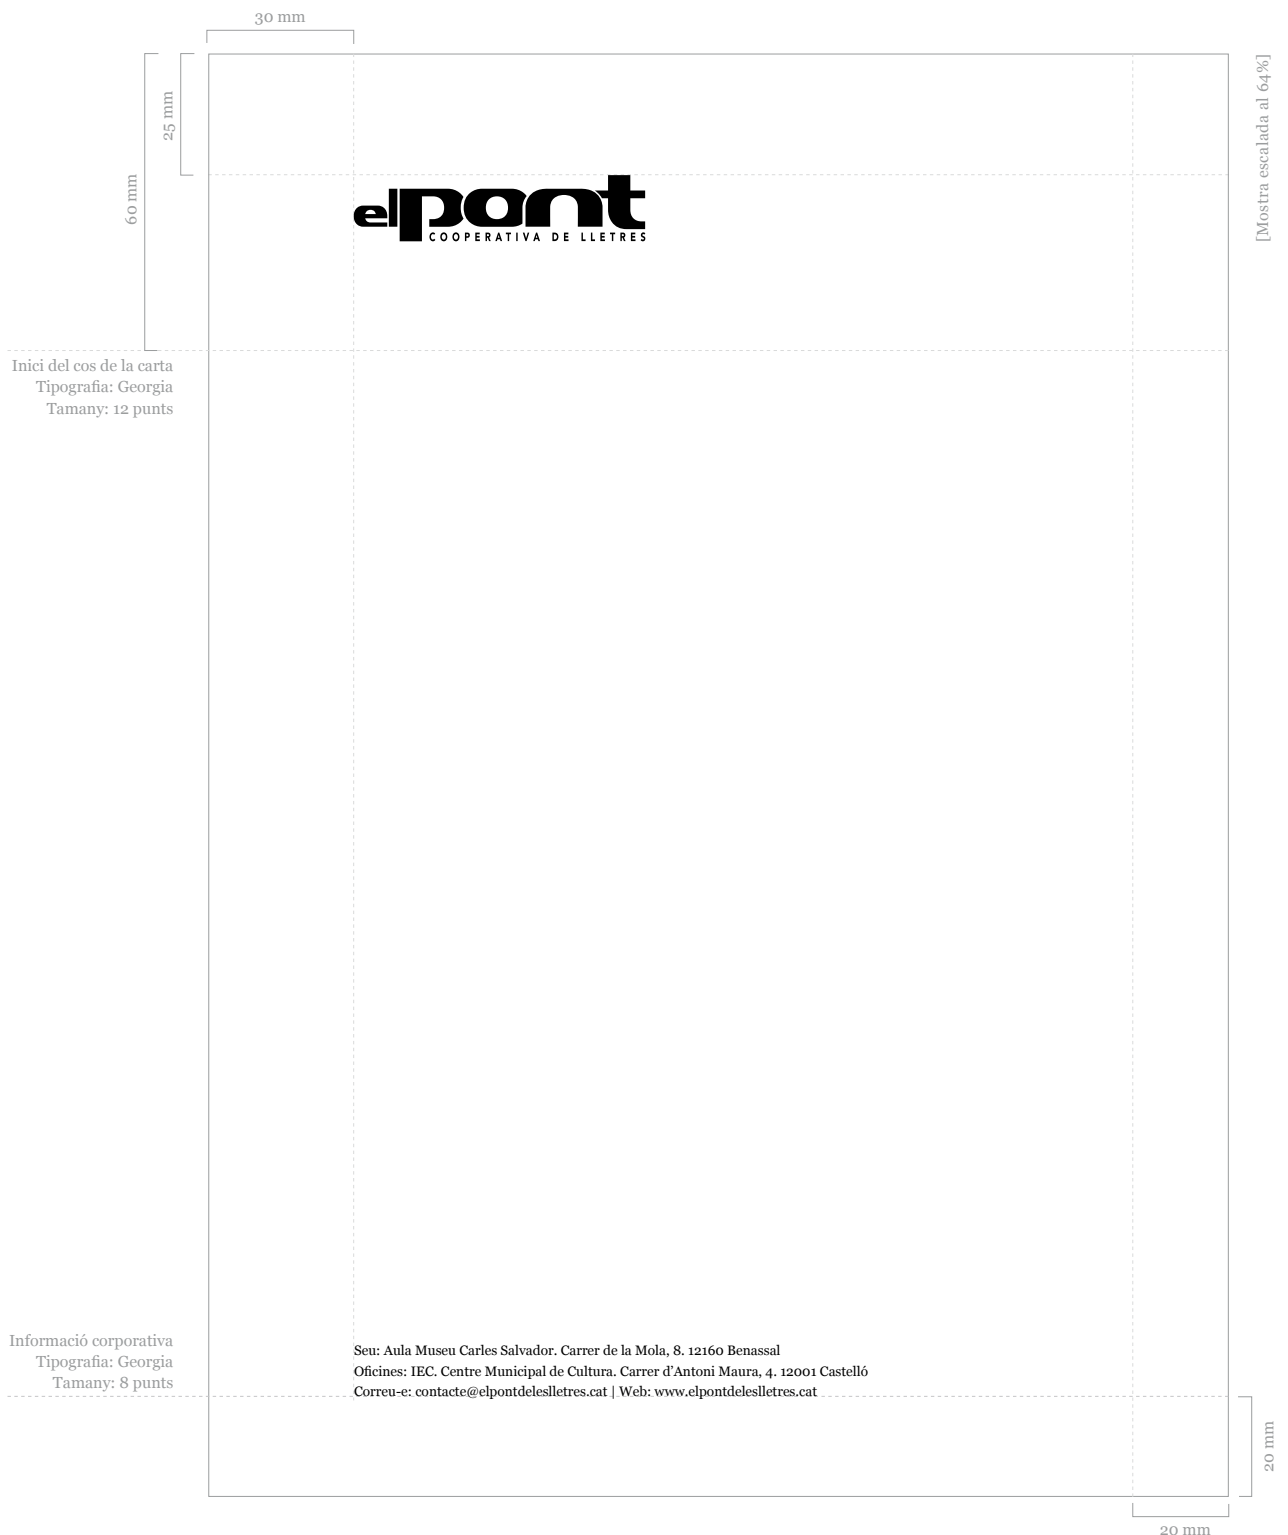 30 mm
25 mm
60 mm
[Mostra escalada al 64%]
elpont
COOPERATIVA DE LLETRES
Inici del cos de la carta
Tipografia: Georgia
Tamany: 12 punts
Informació corporativa
Tipografia: Georgia
Tamany: 8 punts
Seu: Aula Museu Carles Salvador. Carrer de la Mola, 8. 12160 Benassal
Oficines: IEC. Centre Municipal de Cultura. Carrer d’Antoni Maura, 4. 12001 Castelló
Correu-e: contacte@elpontdeleslletres.cat | Web: www.elpontdeleslletres.cat
20 mm
20 mm